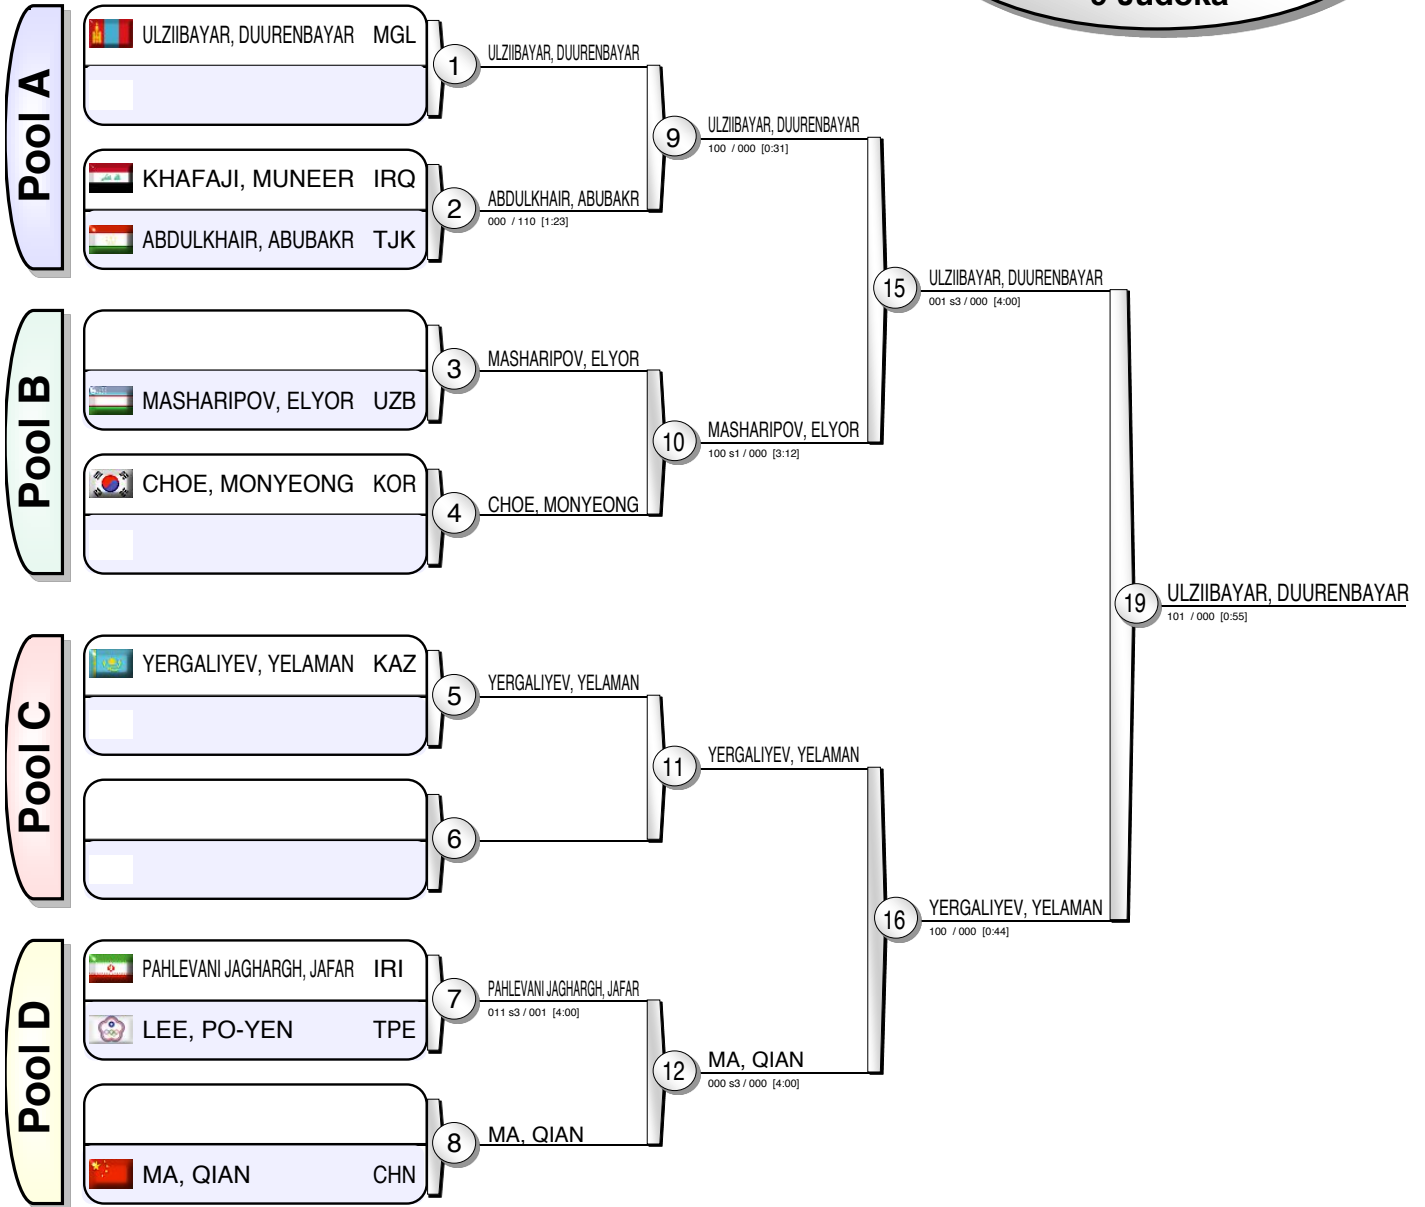 Judoka
Pool A
ULZIIBAYAR, DUURENBAYAR MGL
1
ULZIIBAYAR, DUURENBAYAR
KHAFAJI, MUNEER IRQ
ABDULKHAIR, ABUBAKR TJK
2
ABDULKHAIR, ABUBAKR
000 / 110 [1:23]
9
ULZIIBAYAR, DUURENBAYAR
100 / 000 [0:31]
Pool B
3
MASHARIPOV, ELYOR UZB
MASHARIPOV, ELYOR
CHOE, MONYEONG KOR
4
CHOE, MONYEONG
10
MASHARIPOV, ELYOR
100 s1 / 000 [3:12]
15
ULZIIBAYAR, DUURENBAYAR
001 s3 / 000 [4:00]
Pool C
YERGALIYEV, YELAMAN KAZ
5
YERGALIYEV, YELAMAN
6
11
YERGALIYEV, YELAMAN
Pool D
PAHLEVANI JAGHARGH, JAFAR IRI
LEE, PO-YEN TPE
7
PAHLEVANI JAGHARGH, JAFAR
011 s3 / 001 [4:00]
8
MA, QIAN CHN
MA, QIAN
12
MA, QIAN
000 s3 / 000 [4:00]
16
YERGALIYEV, YELAMAN
100 / 000 [0:44]
19
ULZIIBAYAR, DUURENBAYAR
101 / 000 [0:55]